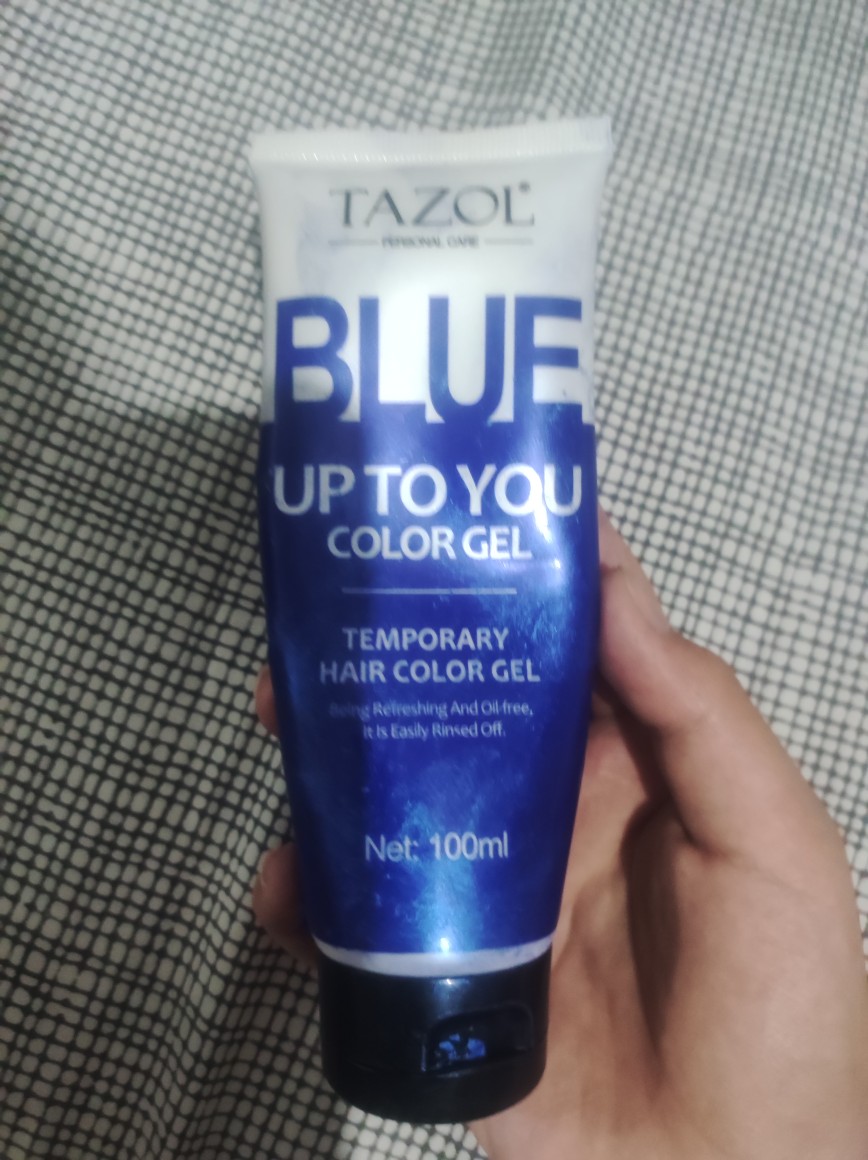 TAZOL®
PERSONAL CARE
BLUE
UP TO YOU
COLOR GEL
TEMPORARY
HAIR COLOR GEL
Being Refreshing And Oil-free,
It Is Easily Rinsed Off.
Net: 100ml